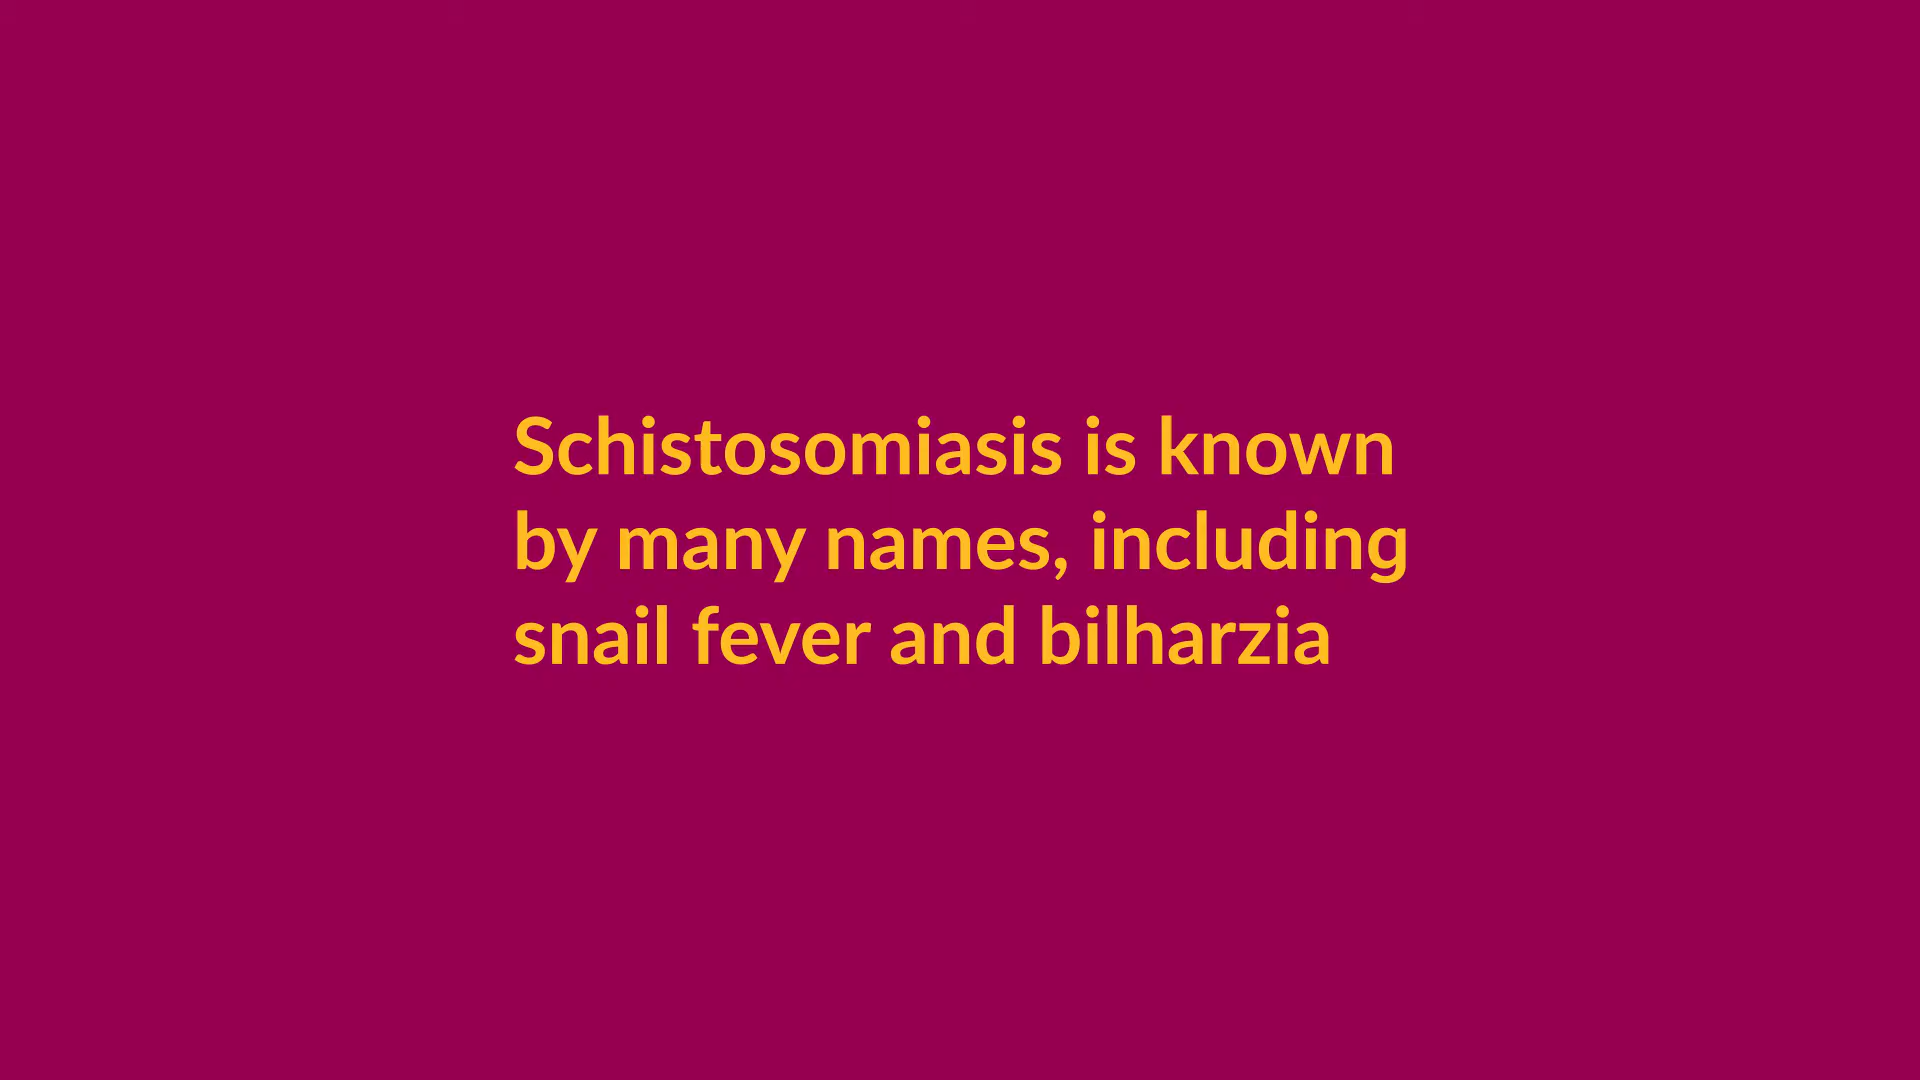 Schistosomiasis is known
by many names, including
snail fever and bilharzia